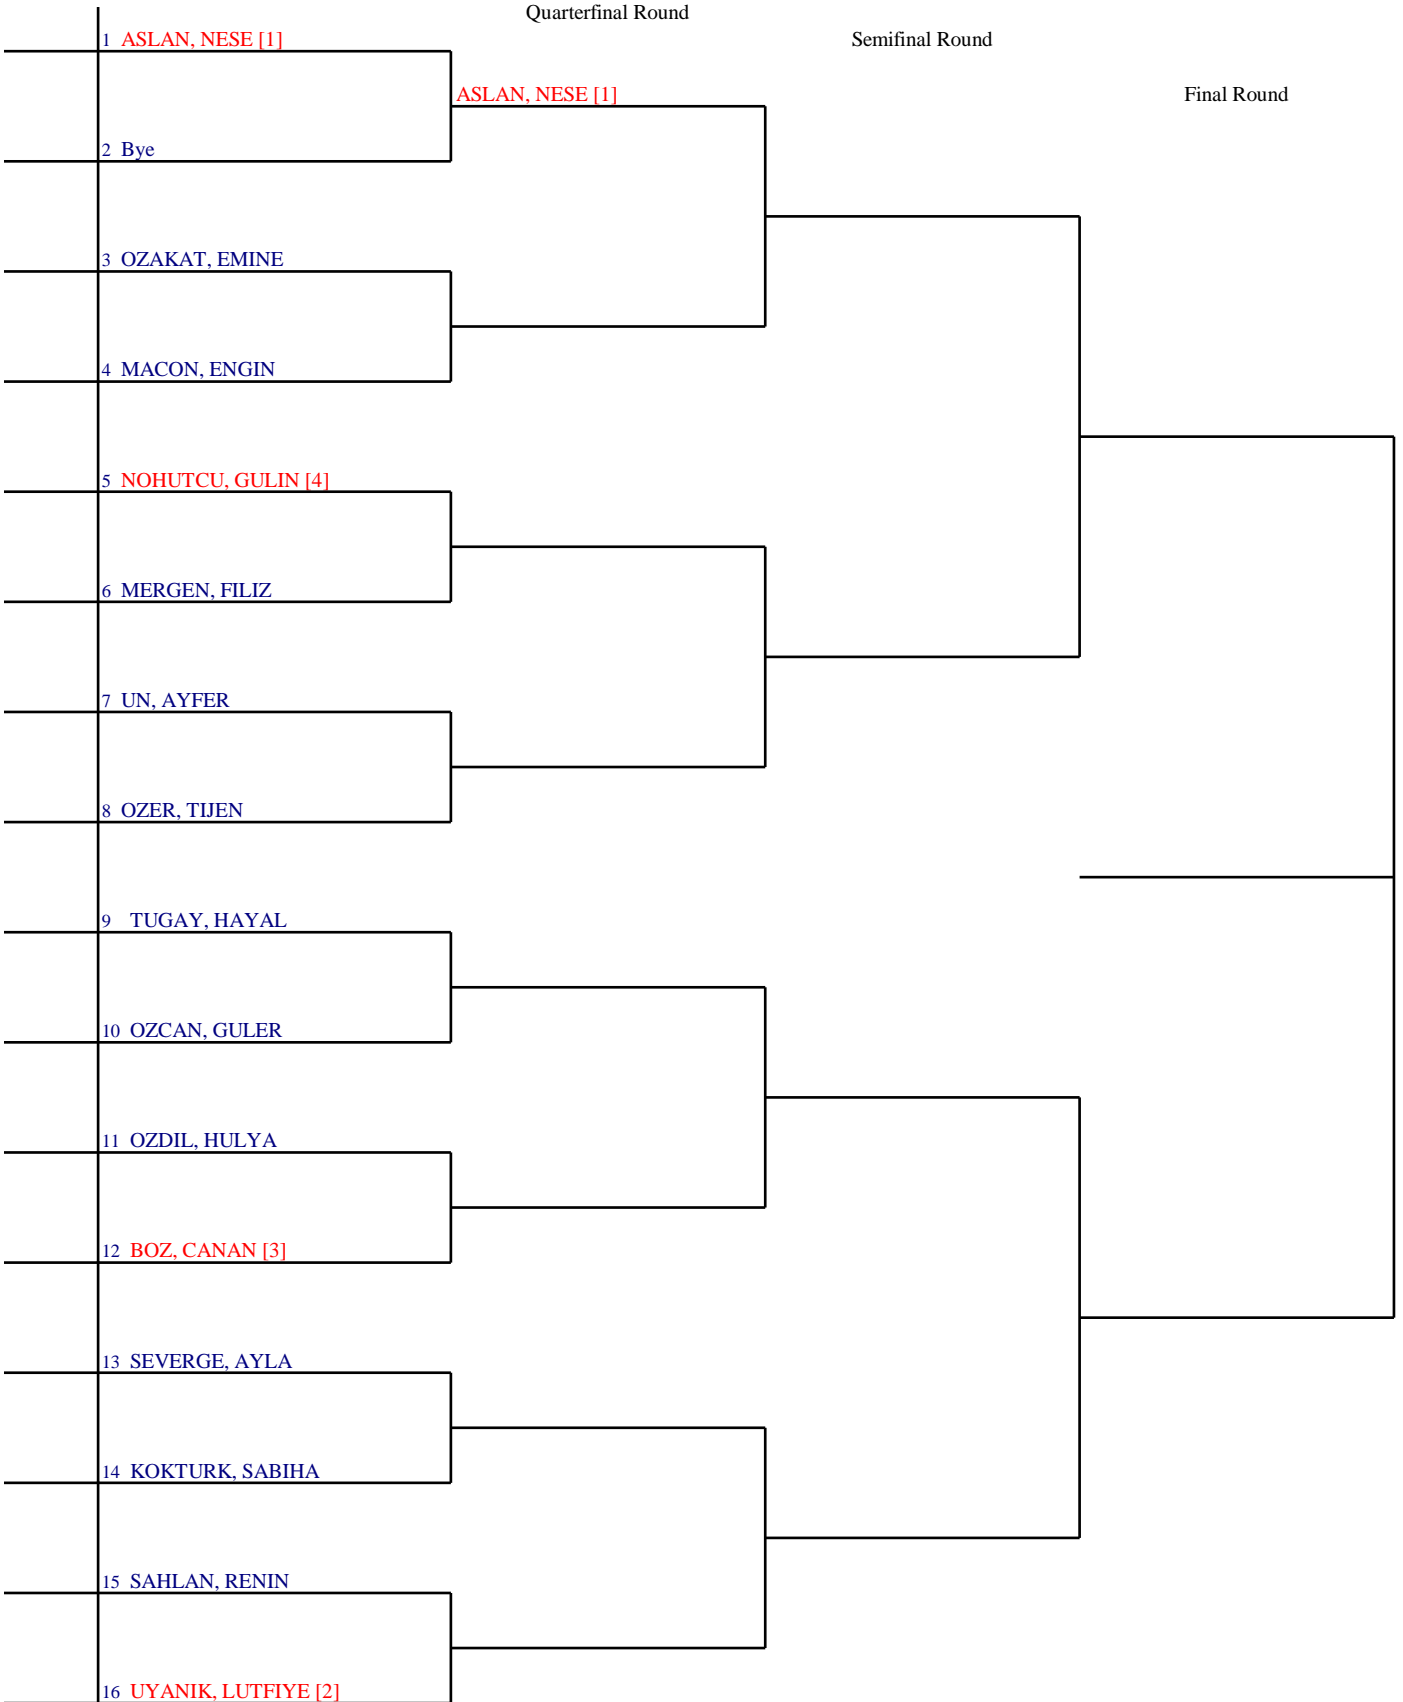 Quarterfinal Round
1 ASLAN, NESE [1]
Semifinal Round
ASLAN, NESE [1]
Final Round
2 Bye
3 OZAKAT, EMINE
4 MACON, ENGIN
5 NOHUTCU, GULIN [4]
6 MERGEN, FILIZ
7 UN, AYFER
8 OZER, TIJEN
9 TUGAY, HAYAL
10 OZCAN, GULER
11 OZDIL, HULYA
12 BOZ, CANAN [3]
13 SEVERGE, AYLA
14 KOKTURK, SABIHA
15 SAHLAN, RENIN
16 UYANIK, LUTFIYE [2]